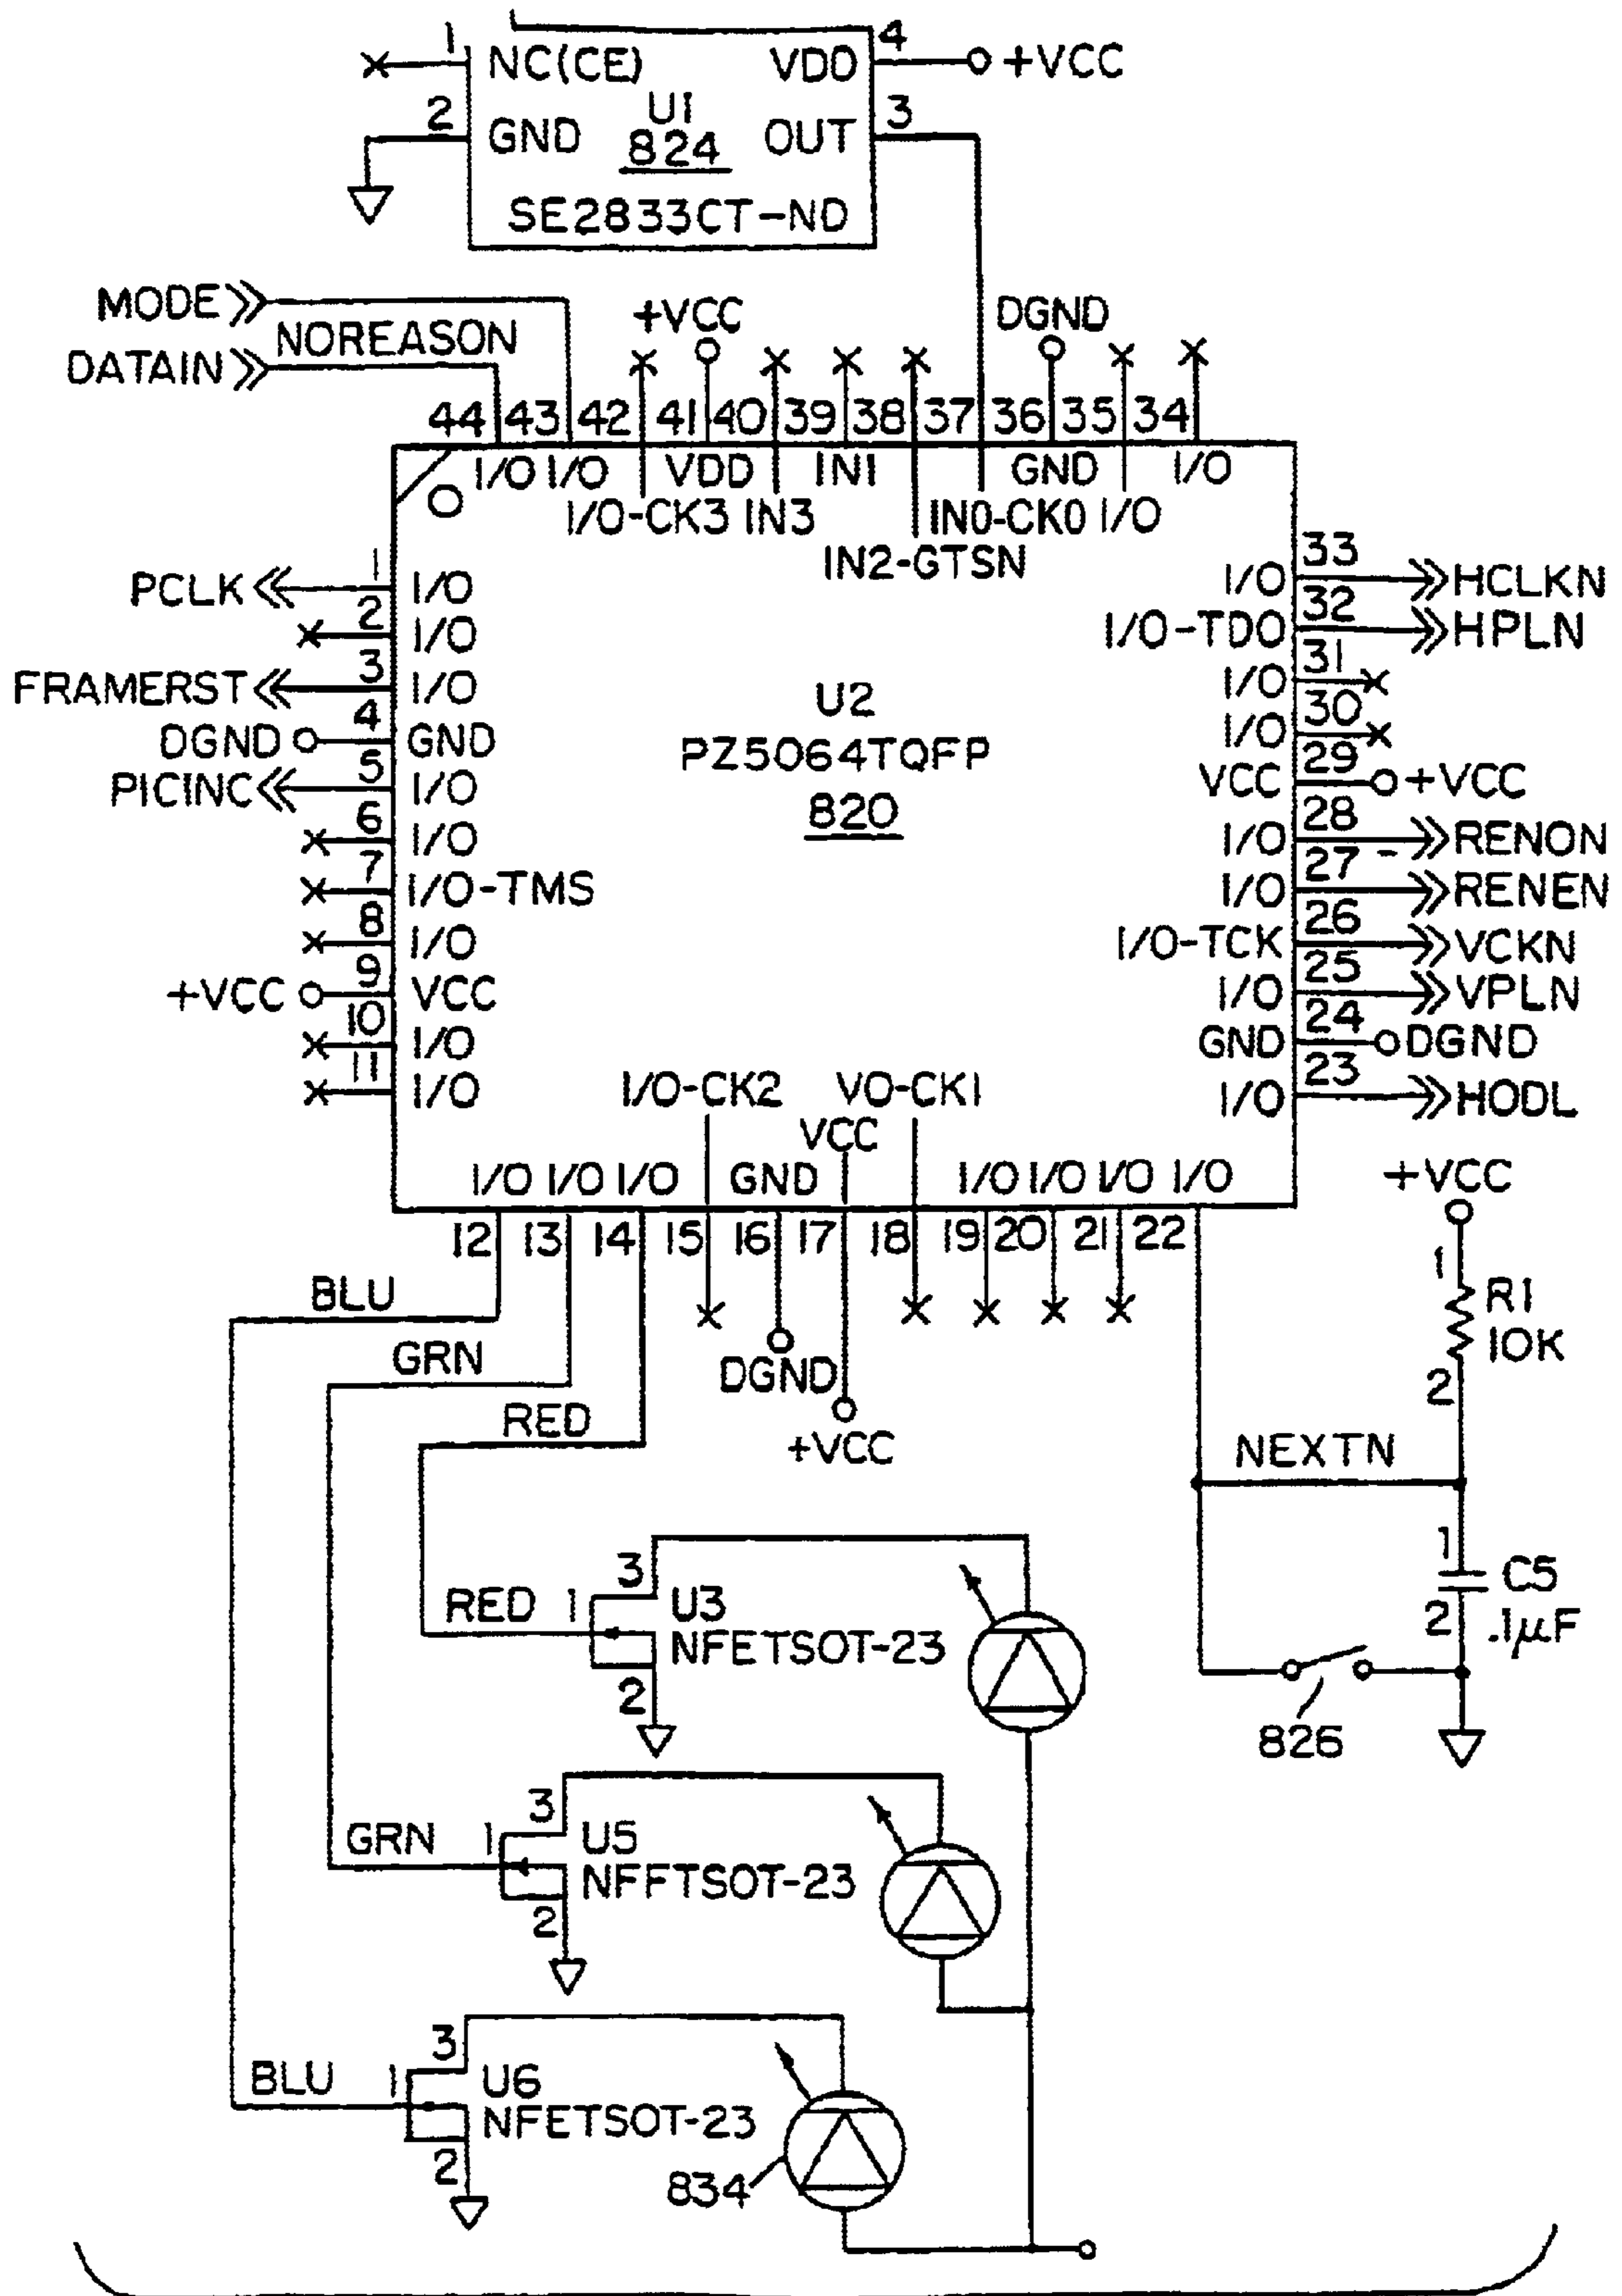 1 NC(CE) VDD 4 +VCC
2 GND U1 OUT 3
824
SE2833CT-ND
MODE
NOREASON
DATAIN
+VCC DGND
44 43 42 41 40 39 38 37 36 35 34
I/O I/O VDD IN1 GND I/O
I/O-CK3 IN3 IN0-CK0 I/O
IN2-GTSN
PCLK 1 I/O
2 I/O
FRAMERST 3 I/O
DGND 4 GND
PICINC 5 I/O
6 I/O
7 I/O-TMS
8 I/O
+VCC 9 VCC
10 I/O
11 I/O
U2
PZ5064TQFP
820
I/O 33 HCLKN
I/O-TDO 32 HPLN
I/O 31
I/O 30
VCC 29 +VCC
I/O 28 RENON
I/O 27 RENEN
I/O-TCK 26 VCKN
I/O 25 VPLN
GND 24 DGND
I/O 23 HODL
I/O-CK2 VO-CK1
VCC
I/O I/O I/O GND I/O I/O I/O I/O
12 13 14 15 16 17 18 19 20 21 22
BLU
GRN
RED
DGND
+VCC
+VCC
1
R1
10K
2
NEXTN
1
C5
2
.1µF
826
RED 1 3 U3
NFETSOT-23
2
GRN 1 3 U5
NFFTSOT-23
2
BLU 1 3 U6
NFETSOT-23
2
834